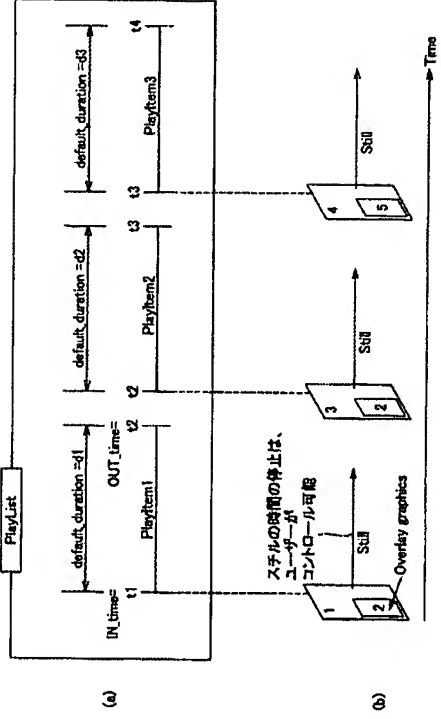 PlayList
(a)
default_duration =d1
default_duration =d2
default_duration =d3
IN_time=
t1
OUT_time=
t2
t2
t3
t3
t4
PlayItem1
PlayItem2
PlayItem3
(b)
スチルの時間の停止は、
ユーザーが
コントロール可能
1
2
Still
Overlay graphics
3
2
Still
4
5
Still
Time